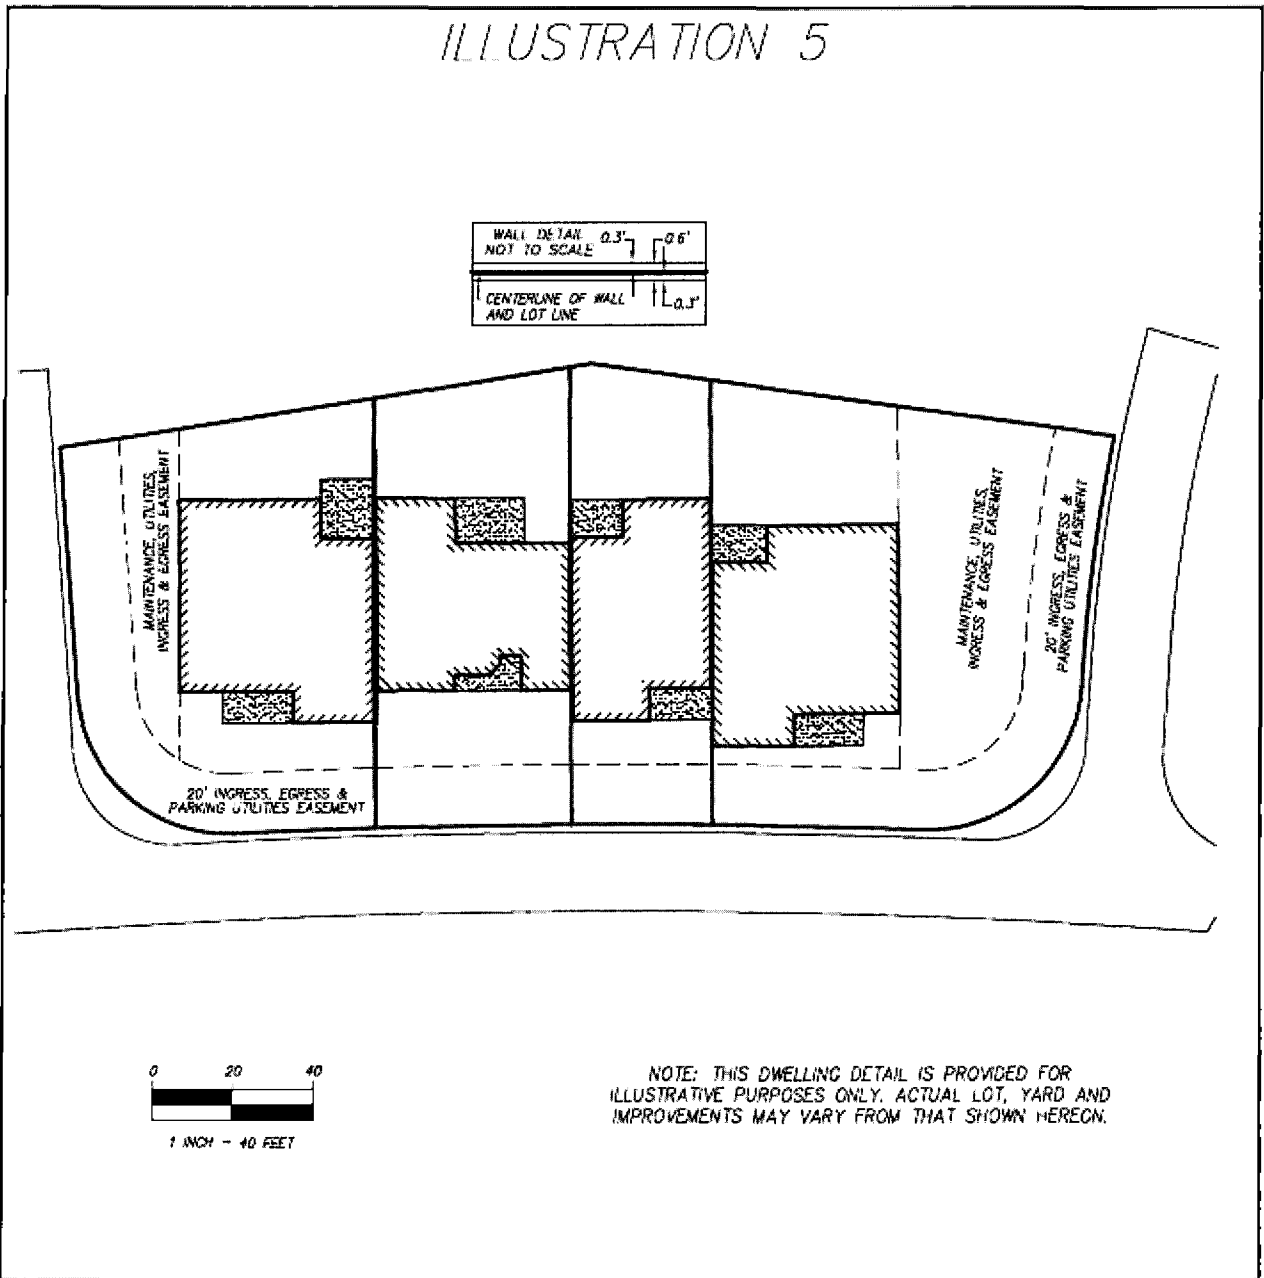 ILLUSTRATION 5
WALL DETAIL
NOT TO SCALE
0.3'
0.6'
CENTERLINE OF WALL
AND LOT LINE
0.3'
MAINTENANCE, UTILITIES,
INGRESS & EGRESS EASEMENT
MAINTENANCE, UTILITIES,
INGRESS & EGRESS EASEMENT
20' INGRESS, EGRESS &
PARKING UTILITIES EASEMENT
20' INGRESS, EGRESS &
PARKING UTILITIES EASEMENT
0 20 40
1 INCH - 40 FEET
NOTE: THIS DWELLING DETAIL IS PROVIDED FOR
ILLUSTRATIVE PURPOSES ONLY. ACTUAL LOT, YARD AND
IMPROVEMENTS MAY VARY FROM THAT SHOWN HEREON.